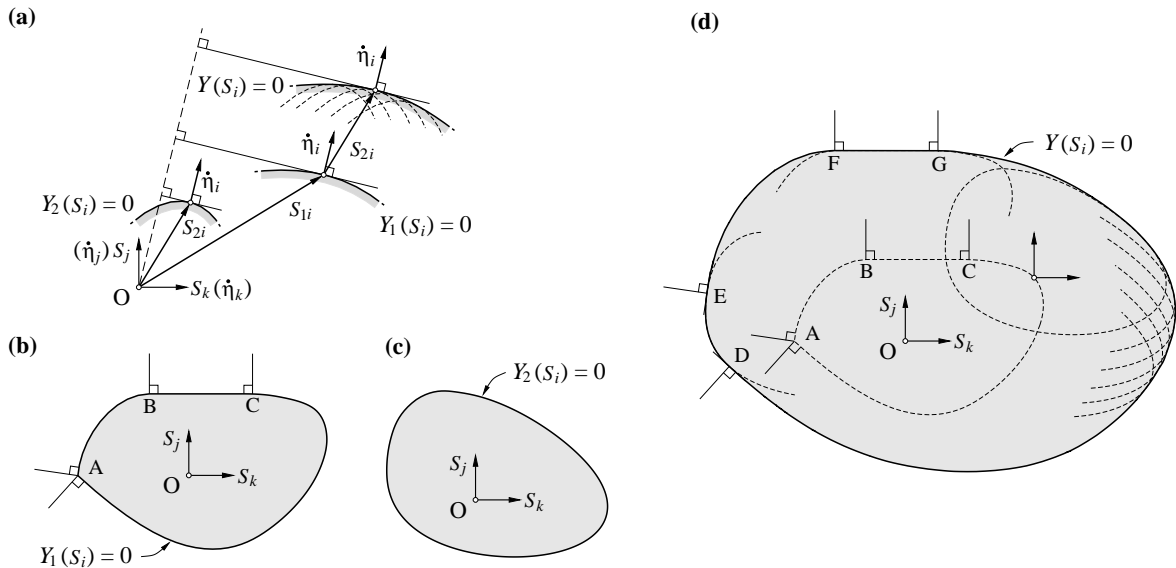 (a)
η̇ᵢ
Y(Sᵢ) = 0
η̇ᵢ
S₂ᵢ
η̇ᵢ
Y₂(Sᵢ) = 0
S₂ᵢ
S₁ᵢ
Y₁(Sᵢ) = 0
(η̇ⱼ) Sⱼ
O
Sₖ(η̇ₖ)
(b)
B
C
A
Sⱼ
O
Sₖ
Y₁(Sᵢ) = 0
(c)
Y₂(Sᵢ) = 0
Sⱼ
O
Sₖ
(d)
F
G
Y(Sᵢ) = 0
B
C
E
Sⱼ
A
O
Sₖ
D